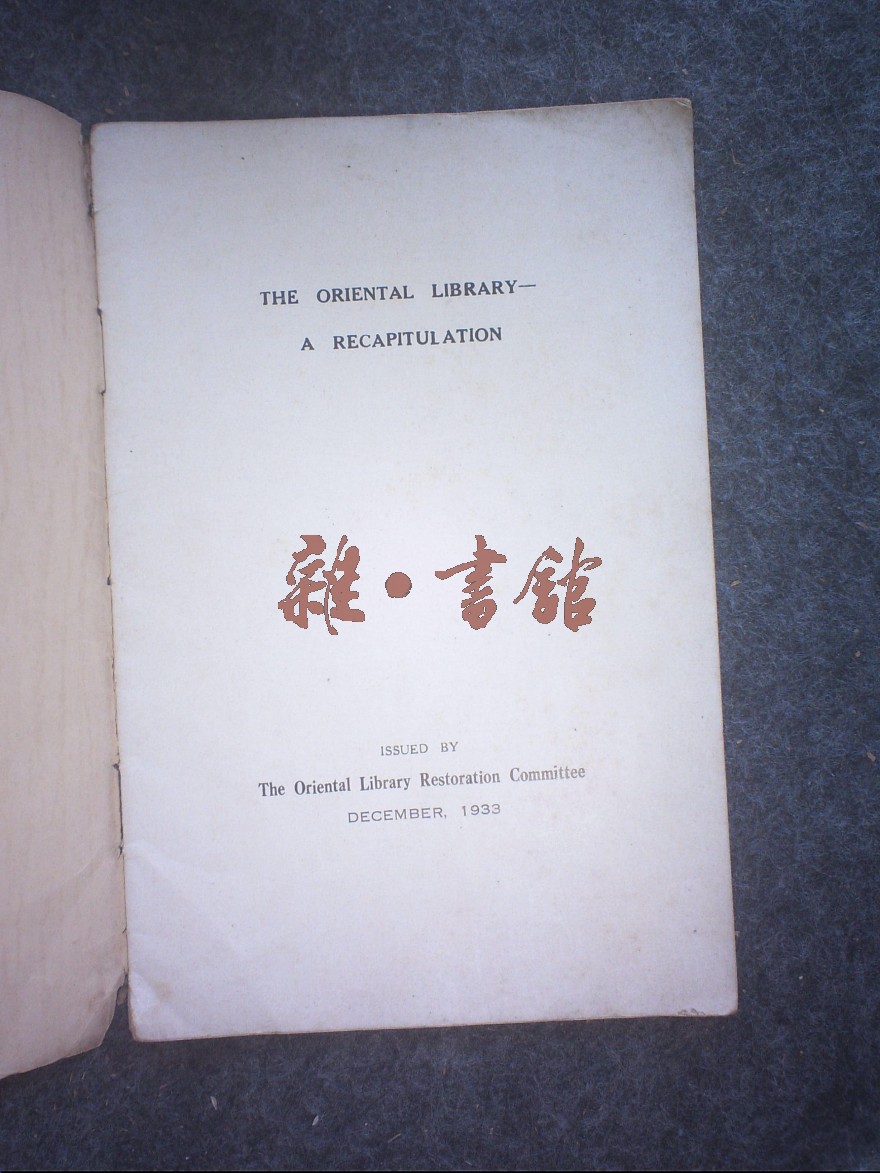 THE ORIENTAL LIBRARY—
A RECAPITULATION
雜·書館
ISSUED BY
The Oriental Library Restoration Committee
DECEMBER, 1933